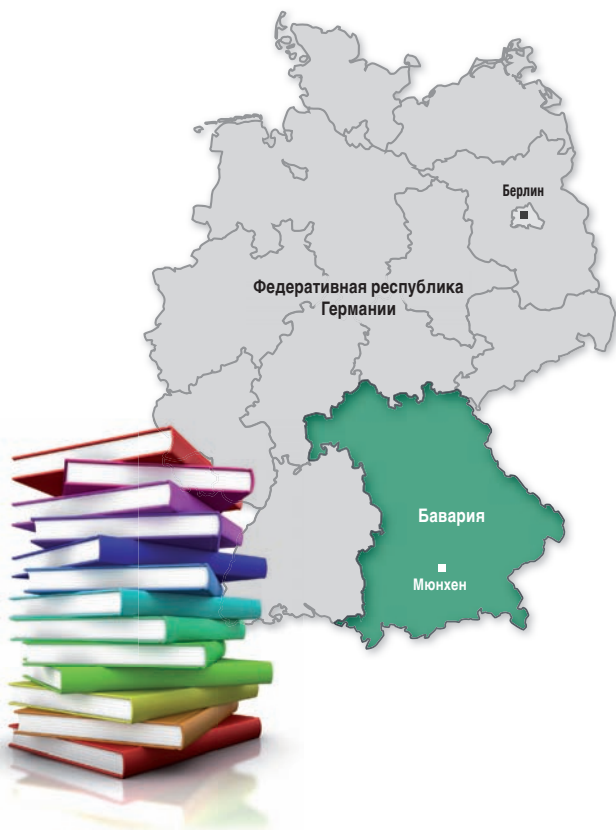 Берлин
Федеративная республика
Германии
Бавария
Мюнхен